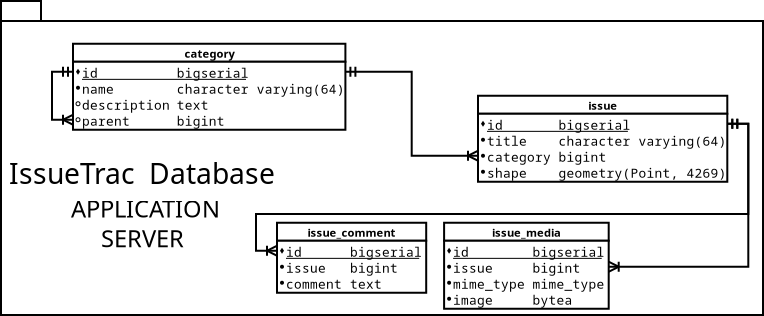 category
id bigserial
name character varying(64)
description text
parent bigint
issue
id bigserial
title character varying(64)
category bigint
shape geometry(Point, 4269)
IssueTrac Database
APPLICATION
SERVER
issue_comment
id bigserial
issue bigint
comment text
issue_media
id bigserial
issue bigint
mime_type mime_type
image bytea